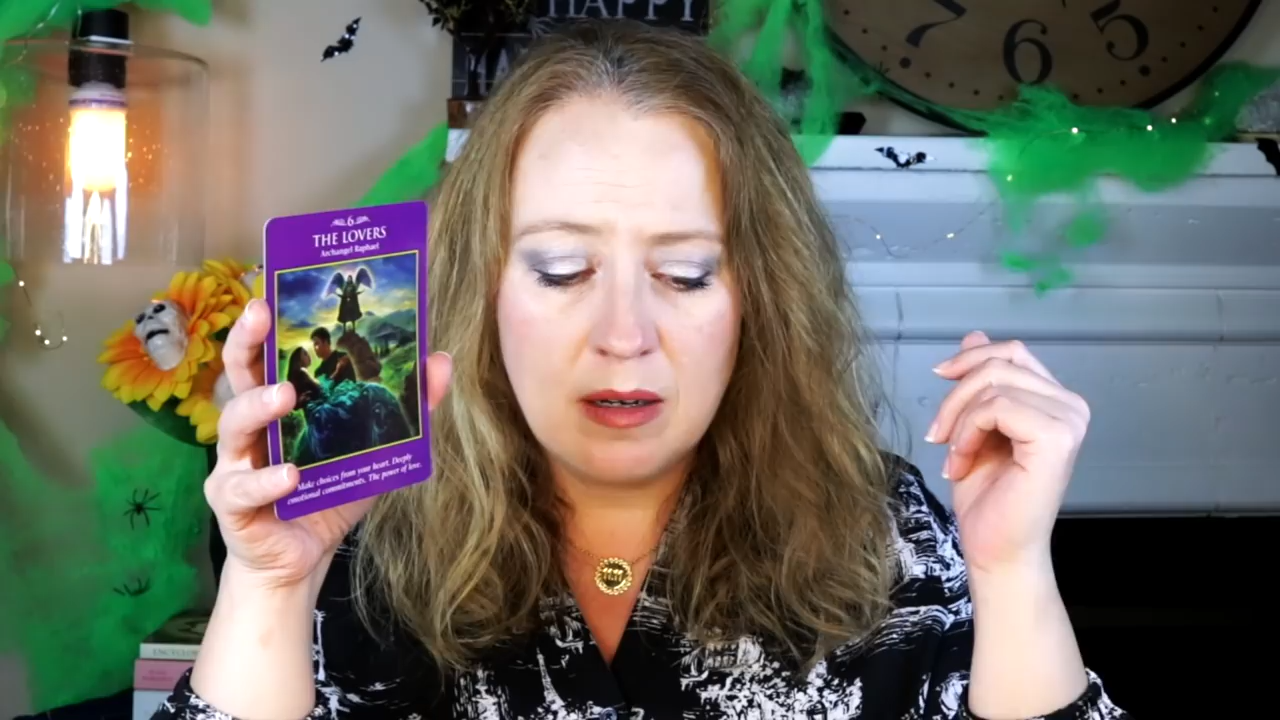 HAPPY
7 6 5
6
THE LOVERS
Archangel Raphael
Make choices from your heart. Deeply
emotional commitments. The power of love.
ENCYCLO